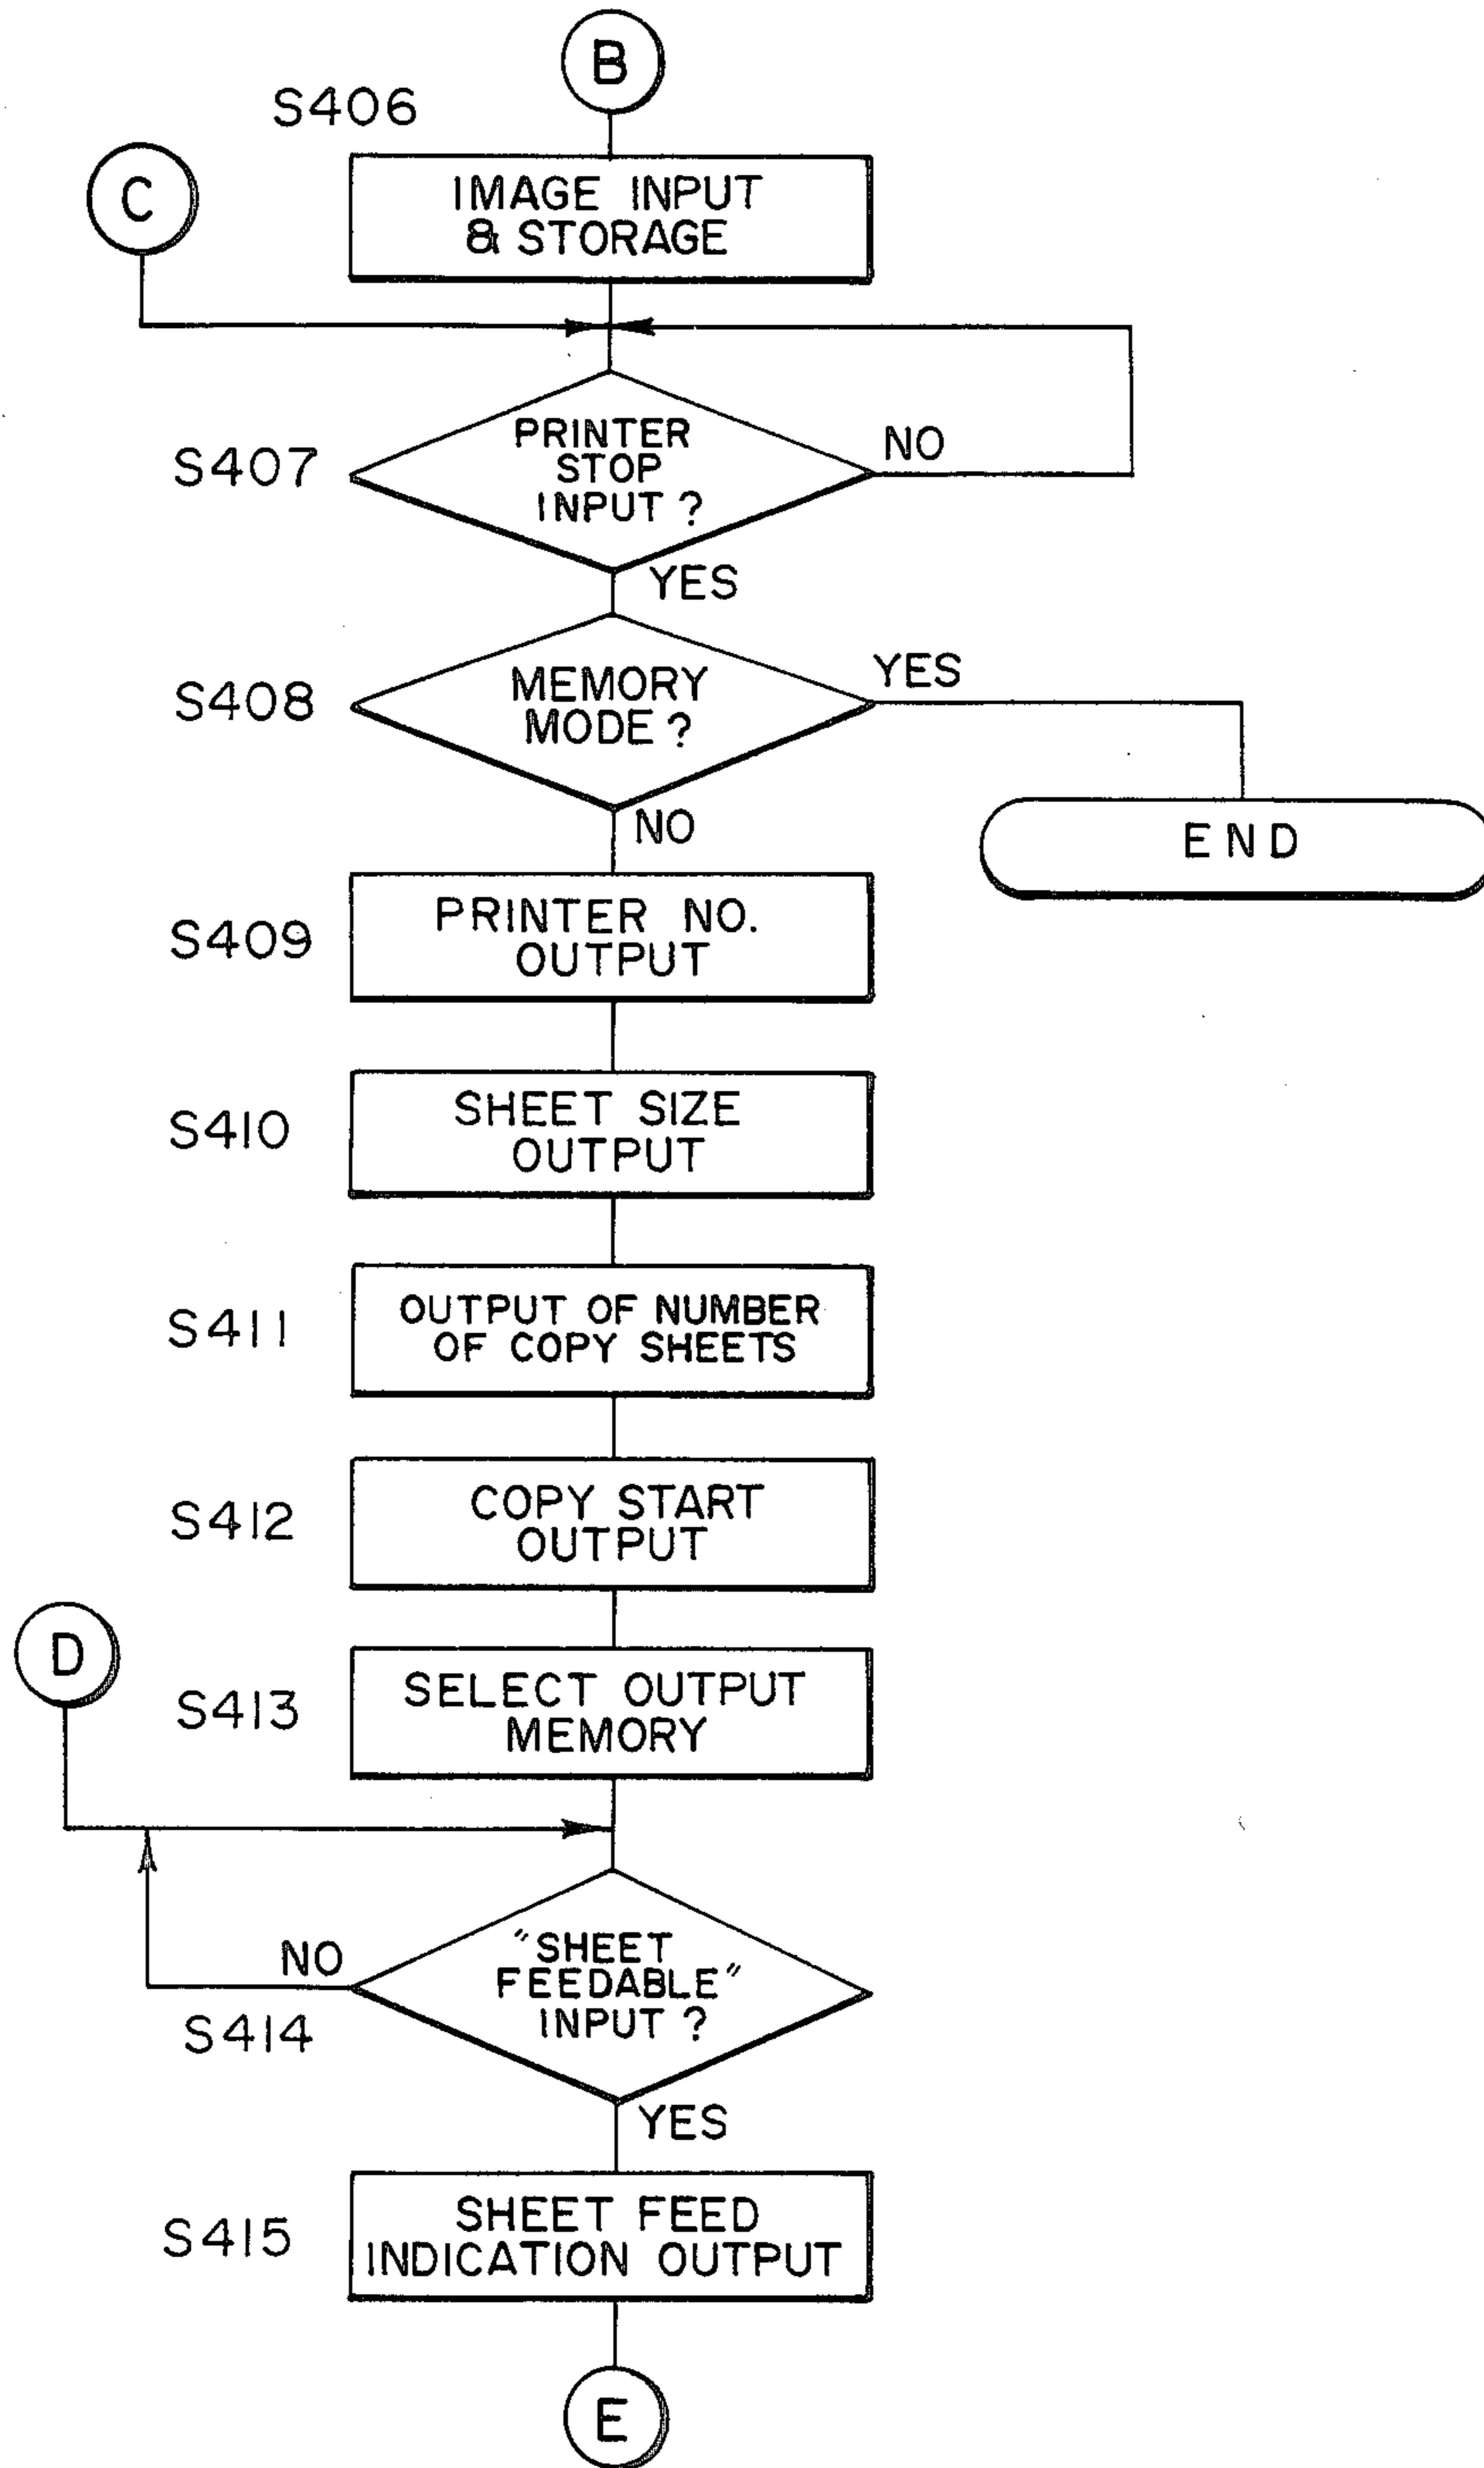 B
S406
C
IMAGE INPUT
& STORAGE
S407
PRINTER
STOP
INPUT ?
NO
YES
S408
MEMORY
MODE ?
YES
NO
END
S409
PRINTER NO.
OUTPUT
S410
SHEET SIZE
OUTPUT
S411
OUTPUT OF NUMBER
OF COPY SHEETS
S412
COPY START
OUTPUT
D
S413
SELECT OUTPUT
MEMORY
NO
S414
"SHEET
FEEDABLE"
INPUT ?
YES
S415
SHEET FEED
INDICATION OUTPUT
E